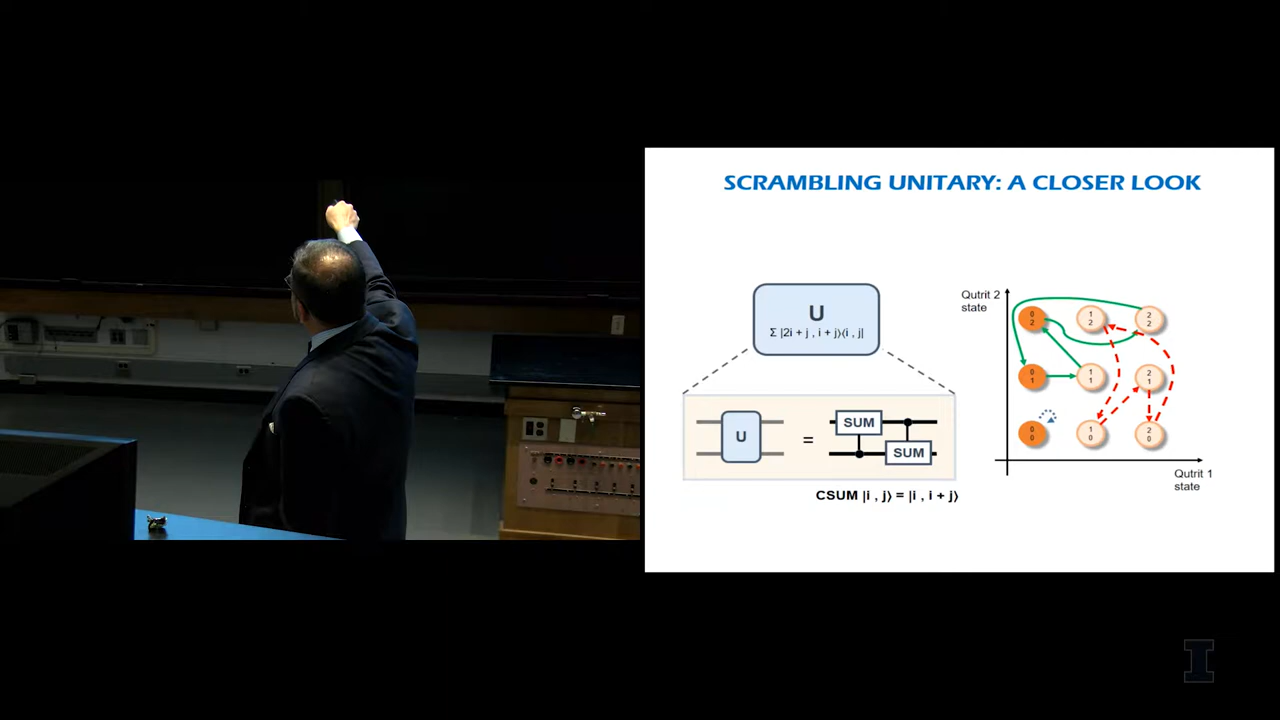 SCRAMBLING UNITARY: A CLOSER LOOK
U
Σ |2i + j , i + j⟩⟨i , j|
U
=
SUM
SUM
CSUM |i , j⟩ = |i , i + j⟩
Qutrit 2
state
0
2
1
2
2
2
0
1
1
1
2
1
0
0
1
0
2
0
Qutrit 1
state
I